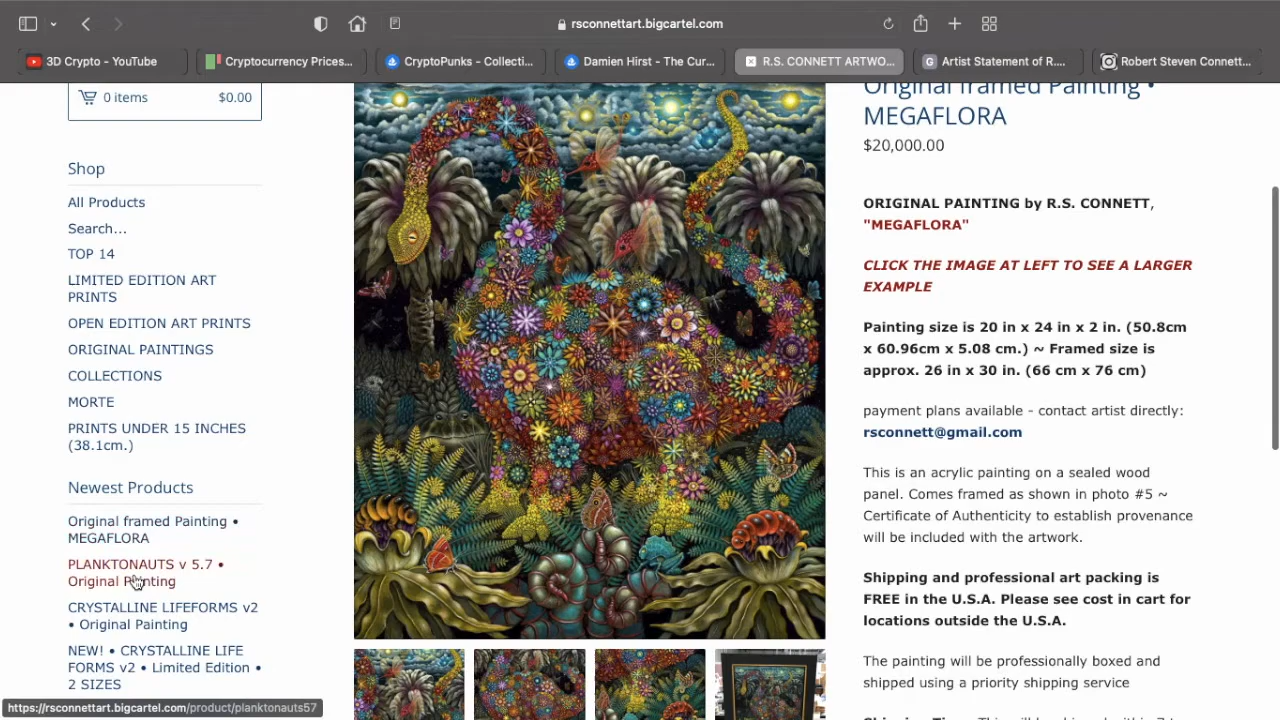 rsconnettart.bigcartel.com
3D Crypto - YouTube
Cryptocurrency Prices...
CryptoPunks - Collecti...
Damien Hirst - The Cur...
R.S. CONNETT ARTWO...
Artist Statement of R....
Robert Steven Connett...
0 items $0.00
Shop
All Products
Search...
TOP 14
LIMITED EDITION ART
PRINTS
OPEN EDITION ART PRINTS
ORIGINAL PAINTINGS
COLLECTIONS
MORTE
PRINTS UNDER 15 INCHES
(38.1cm.)
Newest Products
Original framed Painting •
MEGAFLORA
PLANKTONAUTS v 5.7 •
Original Painting
CRYSTALLINE LIFEFORMS v2
• Original Painting
NEW! • CRYSTALLINE LIFE
FORMS v2 • Limited Edition •
2 SIZES
https://rsconnettart.bigcartel.com/product/planktonauts57
Original framed Painting •
MEGAFLORA
$20,000.00
ORIGINAL PAINTING by R.S. CONNETT,
"MEGAFLORA"
CLICK THE IMAGE AT LEFT TO SEE A LARGER
EXAMPLE
Painting size is 20 in x 24 in x 2 in. (50.8cm
x 60.96cm x 5.08 cm.) ~ Framed size is
approx. 26 in x 30 in. (66 cm x 76 cm)
payment plans available - contact artist directly:
rsconnett@gmail.com
This is an acrylic painting on a sealed wood
panel. Comes framed as shown in photo #5 ~
Certificate of Authenticity to establish provenance
will be included with the artwork.
Shipping and professional art packing is
FREE in the U.S.A. Please see cost in cart for
locations outside the U.S.A.
The painting will be professionally boxed and
shipped using a priority shipping service